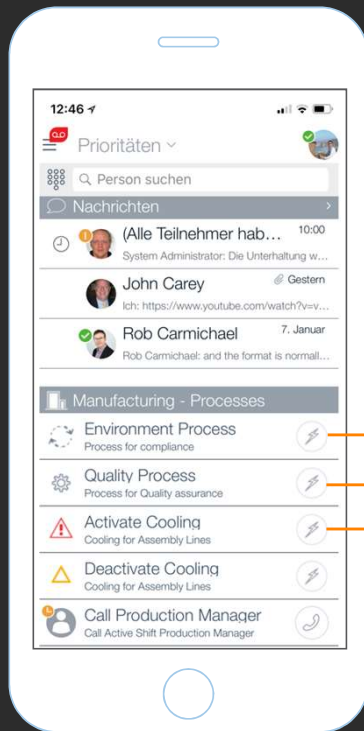 12:46
Prioritäten
Person suchen
Nachrichten
(Alle Teilnehmer hab... 10:00
System Administrator: Die Unterhaltung w...
John Carey Gestern
Ich: https://www.youtube.com/watch?v=v...
Rob Carmichael 7. Januar
Rob Carmichael: and the format is normall...
Manufacturing - Processes
Environment Process
Process for compliance
Quality Process
Process for Quality assurance
Activate Cooling
Cooling for Assembly Lines
Deactivate Cooling
Cooling for Assembly Lines
Call Production Manager
Call Active Shift Production Manager